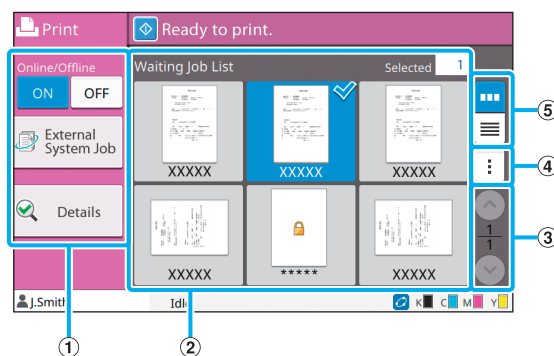 Print
Ready to print.
Online/Offline
ON OFF
External
System Job
Details
Waiting Job List
Selected 1
XXXXX XXXXX XXXXX
XXXXX ***** XXXXX
1
1
J.Smith
K C M Y
5
4
3
1
2